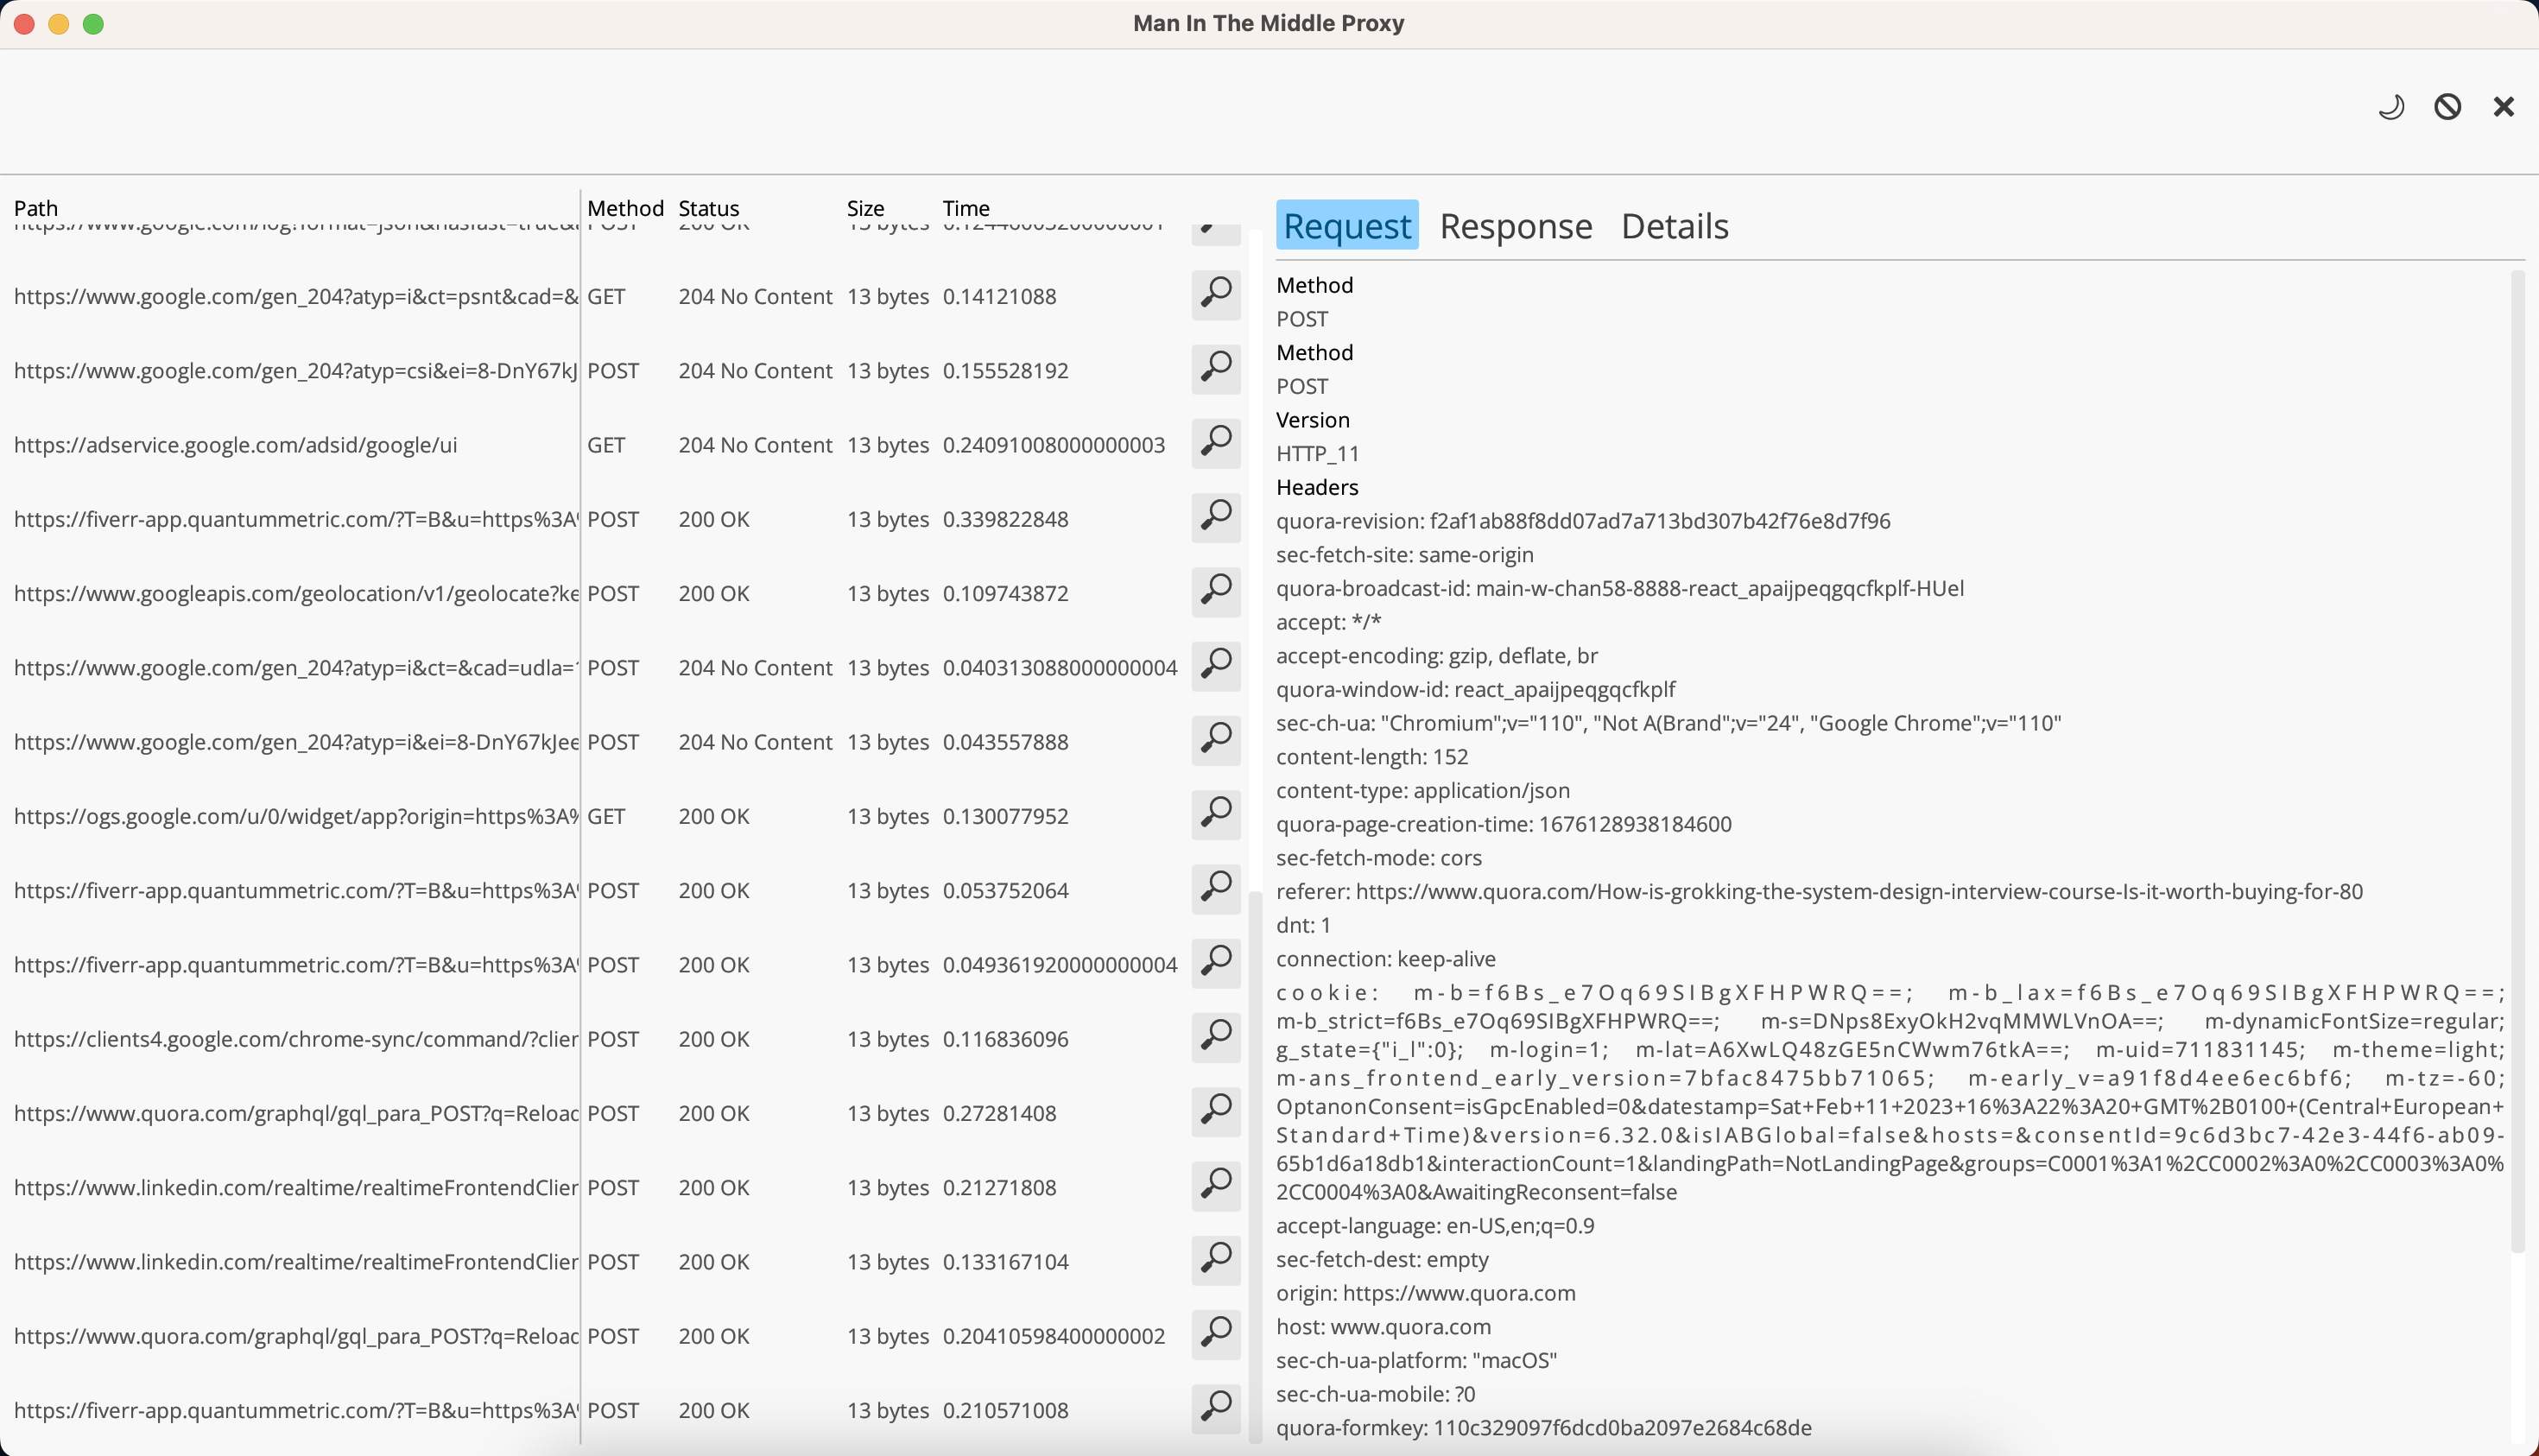 Man In The Middle Proxy
Path Method Status Size Time
https://www.google.com/log?format=json&hasfast=true& POST 200 OK 13 bytes
https://www.google.com/gen_204?atyp=i&ct=psnt&cad=& GET 204 No Content 13 bytes 0.14121088
https://www.google.com/gen_204?atyp=csi&ei=8-DnY67kJ POST 204 No Content 13 bytes 0.155528192
https://adservice.google.com/adsid/google/ui GET 204 No Content 13 bytes 0.24091008000000003
https://fiverr-app.quantummetric.com/?T=B&u=https%3A POST 200 OK 13 bytes 0.339822848
https://www.googleapis.com/geolocation/v1/geolocate?ke POST 200 OK 13 bytes 0.109743872
https://www.google.com/gen_204?atyp=i&ct=&cad=udla= POST 204 No Content 13 bytes 0.040313088000000004
https://www.google.com/gen_204?atyp=i&ei=8-DnY67kJee POST 204 No Content 13 bytes 0.043557888
https://ogs.google.com/u/0/widget/app?origin=https%3A% GET 200 OK 13 bytes 0.130077952
https://fiverr-app.quantummetric.com/?T=B&u=https%3A POST 200 OK 13 bytes 0.053752064
https://fiverr-app.quantummetric.com/?T=B&u=https%3A POST 200 OK 13 bytes 0.049361920000000004
https://clients4.google.com/chrome-sync/command/?clier POST 200 OK 13 bytes 0.116836096
https://www.quora.com/graphql/gql_para_POST?q=Reloac POST 200 OK 13 bytes 0.27281408
https://www.linkedin.com/realtime/realtimeFrontendClier POST 200 OK 13 bytes 0.21271808
https://www.linkedin.com/realtime/realtimeFrontendClier POST 200 OK 13 bytes 0.133167104
https://www.quora.com/graphql/gql_para_POST?q=Reloac POST 200 OK 13 bytes 0.20410598400000002
https://fiverr-app.quantummetric.com/?T=B&u=https%3A POST 200 OK 13 bytes 0.210571008
Request Response Details
Method
POST
Method
POST
Version
HTTP_11
Headers
quora-revision: f2af1ab88f8dd07ad7a713bd307b42f76e8d7f96
sec-fetch-site: same-origin
quora-broadcast-id: main-w-chan58-8888-react_apaijpeqgqcfkplf-HUel
accept: */*
accept-encoding: gzip, deflate, br
quora-window-id: react_apaijpeqgqcfkplf
sec-ch-ua: "Chromium";v="110", "Not A(Brand";v="24", "Google Chrome";v="110"
content-length: 152
content-type: application/json
quora-page-creation-time: 1676128938184600
sec-fetch-mode: cors
referer: https://www.quora.com/How-is-grokking-the-system-design-interview-course-Is-it-worth-buying-for-80
dnt: 1
connection: keep-alive
cookie: m-b=f6Bs_e7Oq69SIBgXFHPWRQ==; m-b_lax=f6Bs_e7Oq69SIBgXFHPWRQ==;
m-b_strict=f6Bs_e7Oq69SIBgXFHPWRQ==; m-s=DNps8ExyOkH2vqMMWLVnOA==; m-dynamicFontSize=regular;
g_state={"i_l":0}; m-login=1; m-lat=A6XwLQ48zGE5nCWwm76tkA==; m-uid=711831145; m-theme=light;
m-ans_frontend_early_version=7bfac8475bb71065; m-early_v=a91f8d4ee6ec6bf6; m-tz=-60;
OptanonConsent=isGpcEnabled=0&datestamp=Sat+Feb+11+2023+16%3A22%3A20+GMT%2B0100+(Central+European+
Standard+Time)&version=6.32.0&isIABGlobal=false&hosts=&consentId=9c6d3bc7-42e3-44f6-ab09-
65b1d6a18db1&interactionCount=1&landingPath=NotLandingPage&groups=C0001%3A1%2CC0002%3A0%2CC0003%3A0%
2CC0004%3A0&AwaitingReconsent=false
accept-language: en-US,en;q=0.9
sec-fetch-dest: empty
origin: https://www.quora.com
host: www.quora.com
sec-ch-ua-platform: "macOS"
sec-ch-ua-mobile: ?0
quora-formkey: 110c329097f6dcd0ba2097e2684c68de